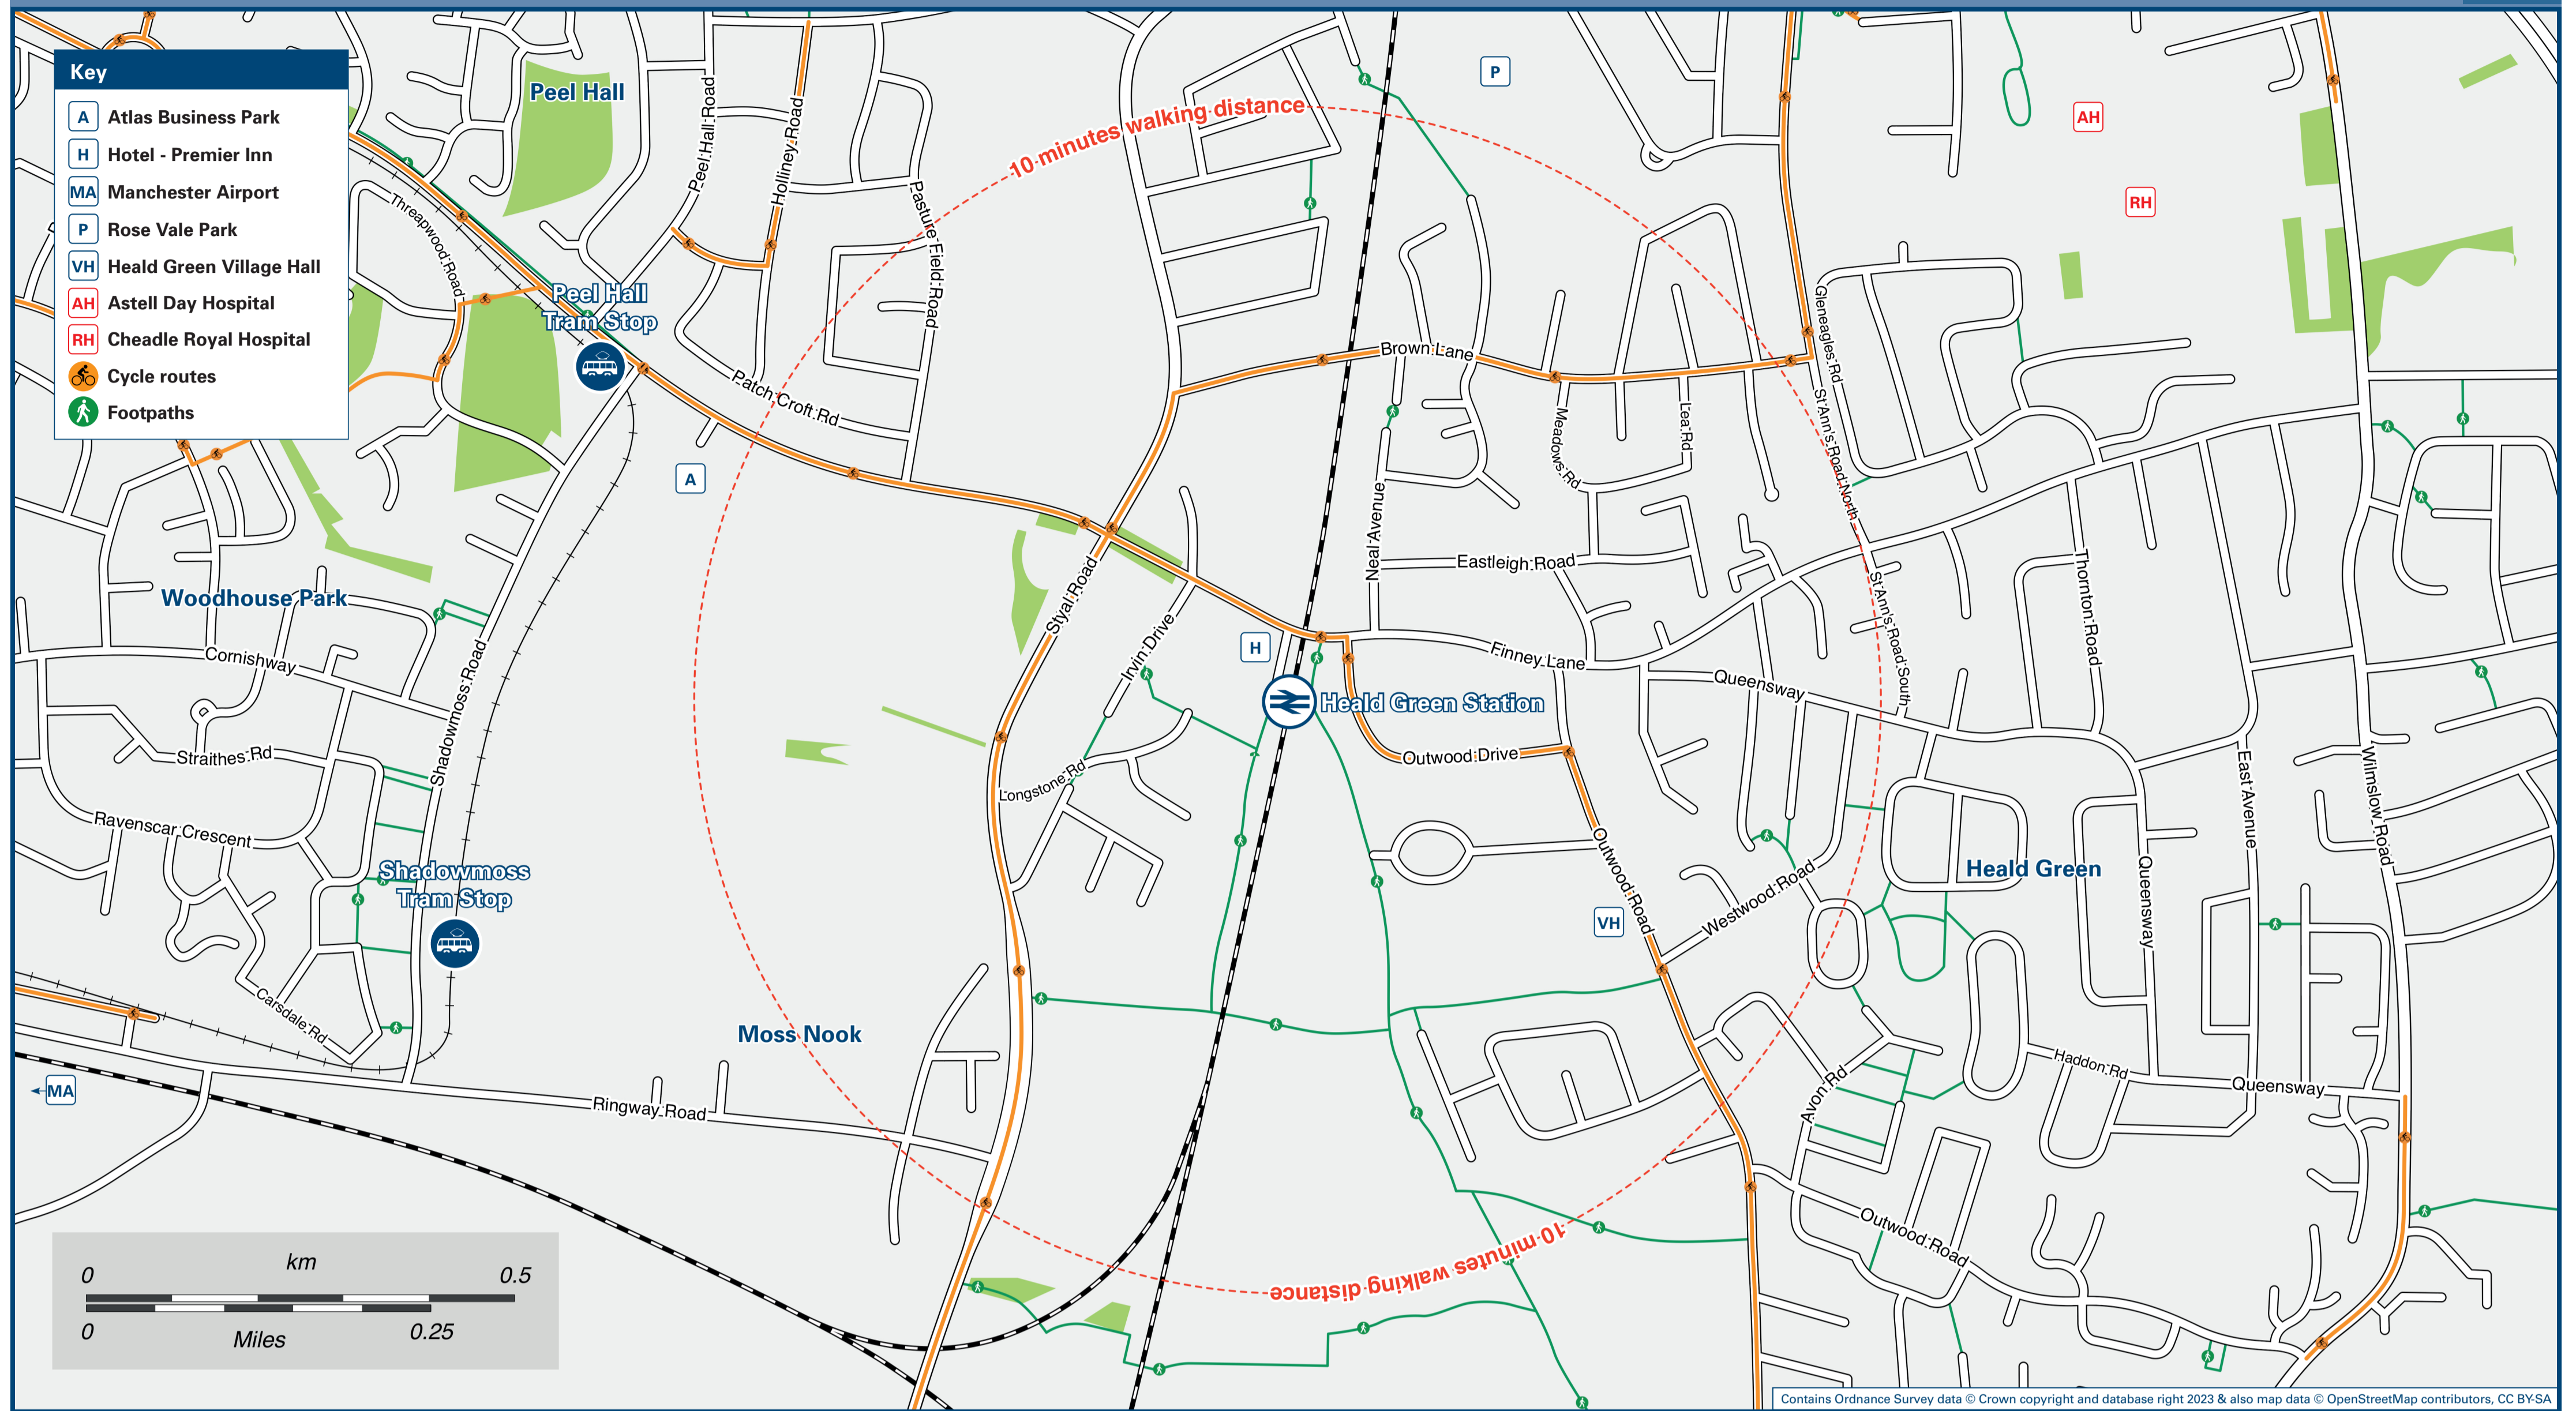 Key
A Atlas Business Park
H Hotel - Premier Inn
MA Manchester Airport
P Rose Vale Park
VH Heald Green Village Hall
AH Astell Day Hospital
RH Cheadle Royal Hospital
Cycle routes
Footpaths
Peel Hall
P
AH
RH
10 minutes walking distance
Peel Hall Road
Holliney Road
Pasture Field Road
Threapwood Road
Peel Hall
Tram Stop
Patch Croft Rd
A
Brown Lane
Gleneagles Rd
St Ann's Road North
Meadows Rd
Lea Rd
Neal Avenue
Eastleigh Road
Styal Road
Irvin Drive
H
Finney Lane
Queensway
St Ann's Road South
Thornton Road
Woodhouse Park
Cornishway
Shadowmoss Road
Straithes Rd
Ravenscar Crescent
Heald Green Station
Outwood Drive
Longstone Rd
Outwood Road
East Avenue
Wilmslow Road
Shadowmoss
Tram Stop
Heald Green
Queensway
Westwood Road
VH
Carsdale Rd
Moss Nook
MA
Ringway Road
Avon Rd
Haddon Rd
Queensway
Outwood Road
10 minutes walking distance
km
0 0.5
0 0.25
Miles
Contains Ordnance Survey data © Crown copyright and database right 2023 & also map data © OpenStreetMap contributors, CC BY-SA